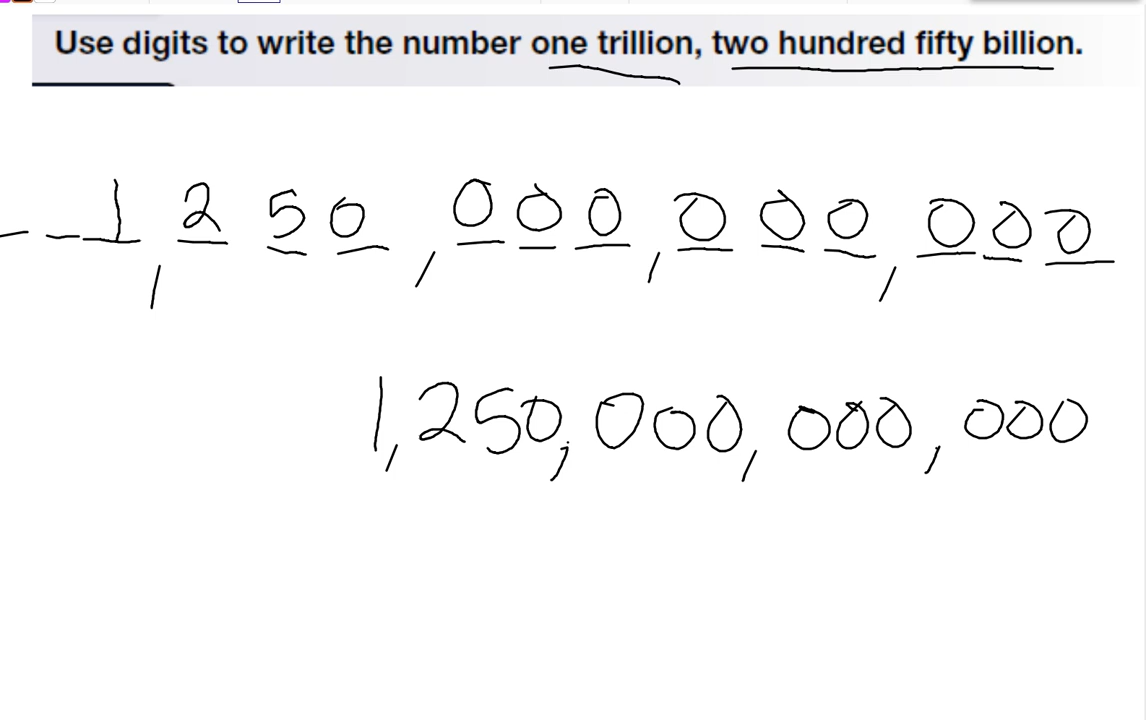 Use digits to write the number one trillion, two hundred fifty billion.
1, 250,000,000,000
1,250,000,000,000